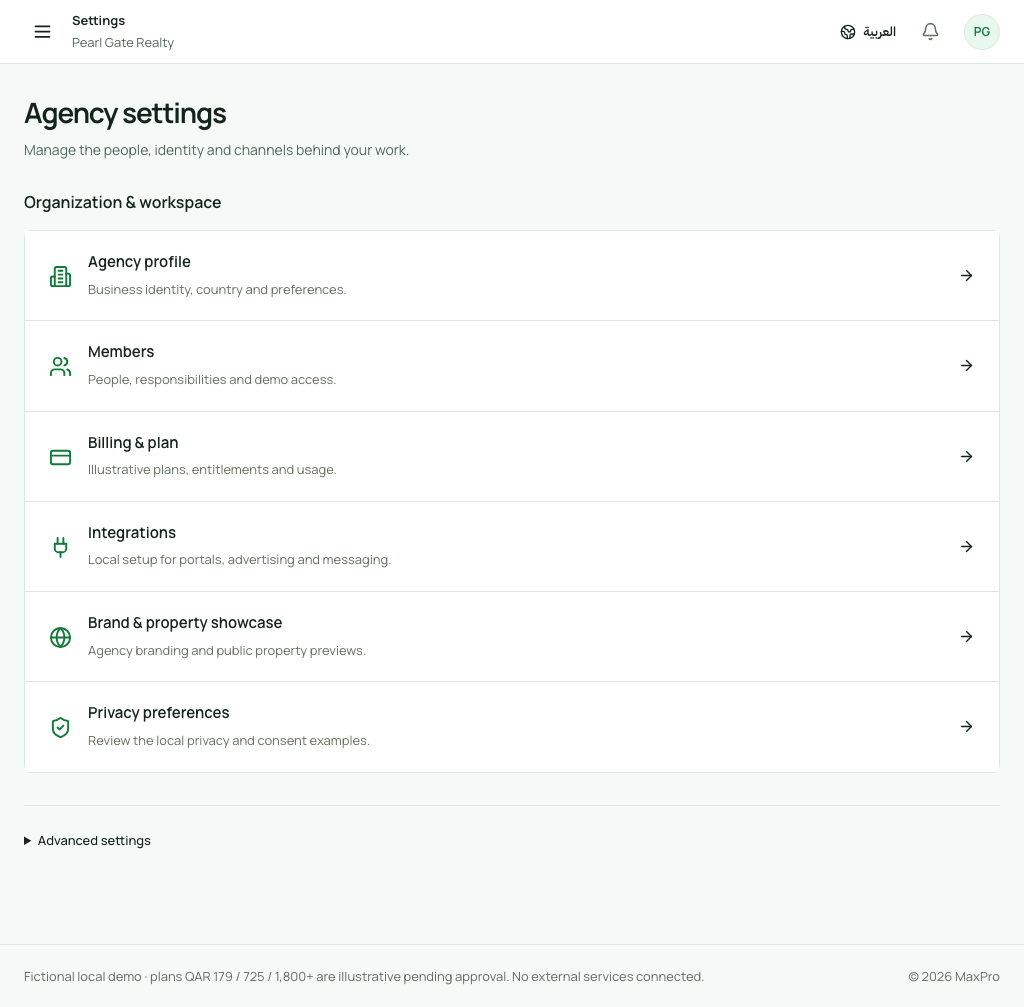 Settings
Pearl Gate Realty
العربية
PG
Agency settings
Manage the people, identity and channels behind your work.
Organization & workspace
Agency profile
Business identity, country and preferences.
Members
People, responsibilities and demo access.
Billing & plan
Illustrative plans, entitlements and usage.
Integrations
Local setup for portals, advertising and messaging.
Brand & property showcase
Agency branding and public property previews.
Privacy preferences
Review the local privacy and consent examples.
Advanced settings
Fictional local demo · plans QAR 179 / 725 / 1,800+ are illustrative pending approval. No external services connected.
© 2026 MaxPro